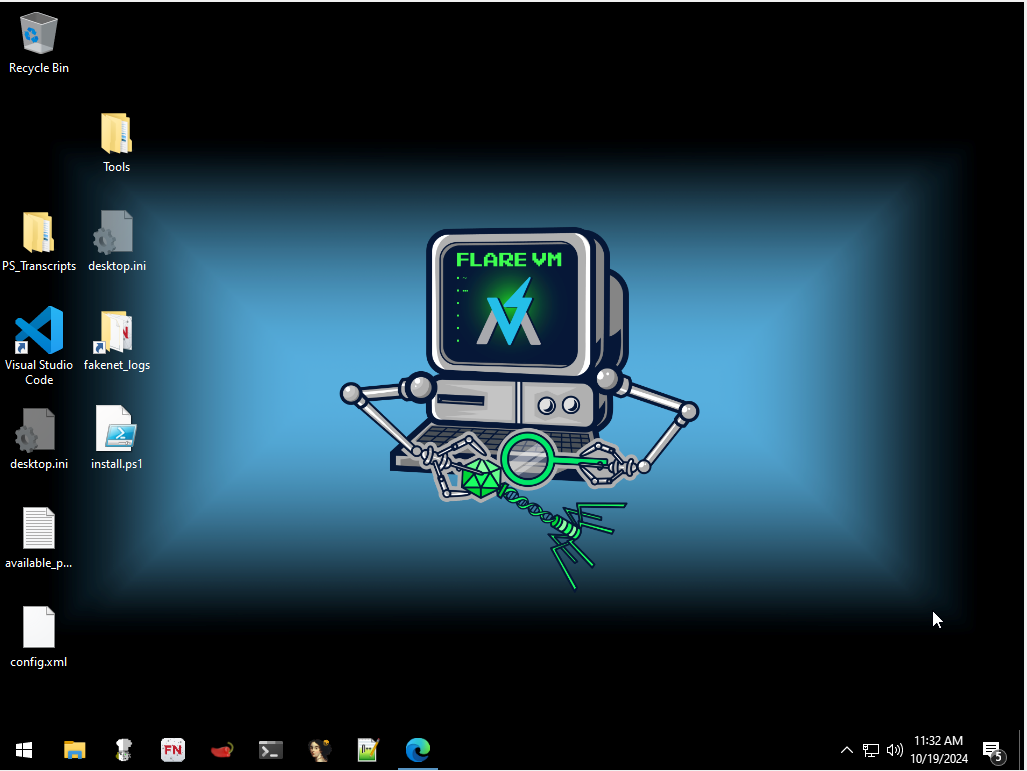 Recycle Bin
Tools
PS_Transcripts
desktop.ini
Visual Studio
Code
fakenet_logs
desktop.ini
install.ps1
available_p...
config.xml
FLARE VM
FN
11:32 AM
10/19/2024
5